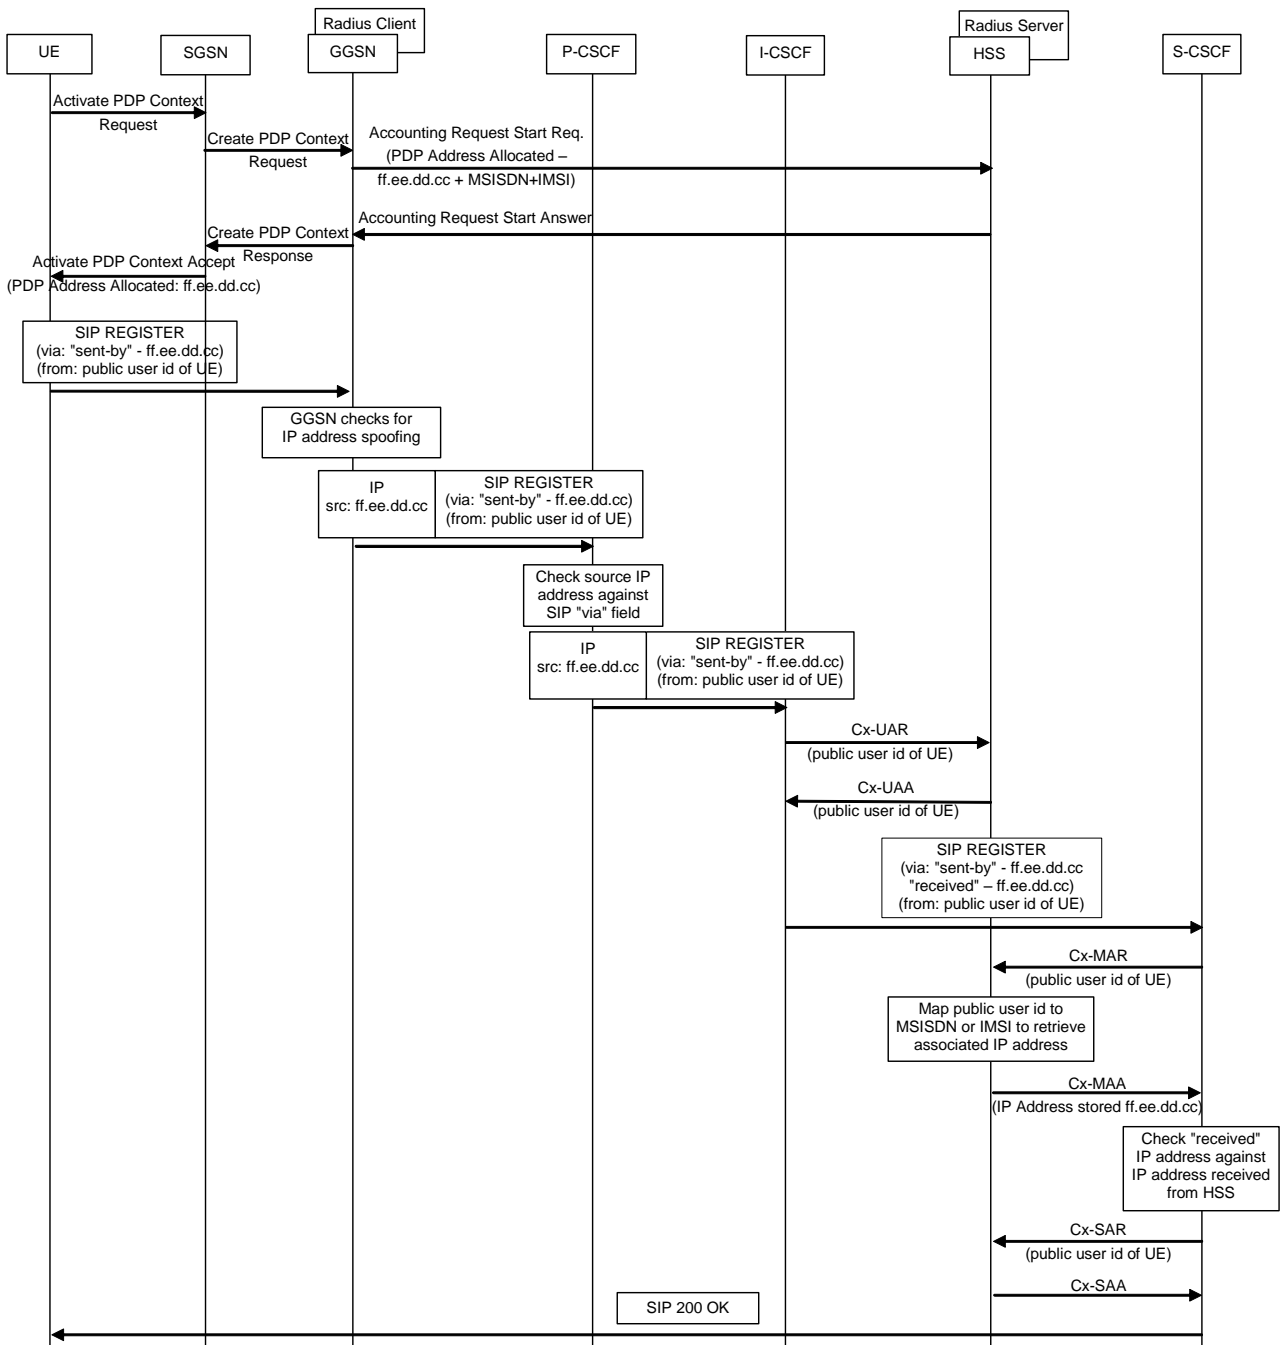 Radius Client
Radius Server
UE
SGSN
GGSN
P-CSCF
I-CSCF
HSS
S-CSCF
Activate PDP Context
Request
Create PDP Context
Request
Accounting Request Start Req.
(PDP Address Allocated –
ff.ee.dd.cc + MSISDN+IMSI)
Accounting Request Start Answer
Create PDP Context
Response
Activate PDP Context Accept
(PDP Address Allocated: ff.ee.dd.cc)
SIP REGISTER
(via: "sent-by" - ff.ee.dd.cc)
(from: public user id of UE)
GGSN checks for
IP address spoofing
IP
src: ff.ee.dd.cc
SIP REGISTER
(via: "sent-by" - ff.ee.dd.cc)
(from: public user id of UE)
Check source IP
address against
SIP "via" field
IP
src: ff.ee.dd.cc
SIP REGISTER
(via: "sent-by" - ff.ee.dd.cc)
(from: public user id of UE)
Cx-UAR
(public user id of UE)
Cx-UAA
(public user id of UE)
SIP REGISTER
(via: "sent-by" - ff.ee.dd.cc
"received" – ff.ee.dd.cc)
(from: public user id of UE)
Cx-MAR
(public user id of UE)
Map public user id to
MSISDN or IMSI to retrieve
associated IP address
Cx-MAA
(IP Address stored ff.ee.dd.cc)
Check "received"
IP address against
IP address received
from HSS
Cx-SAR
(public user id of UE)
Cx-SAA
SIP 200 OK